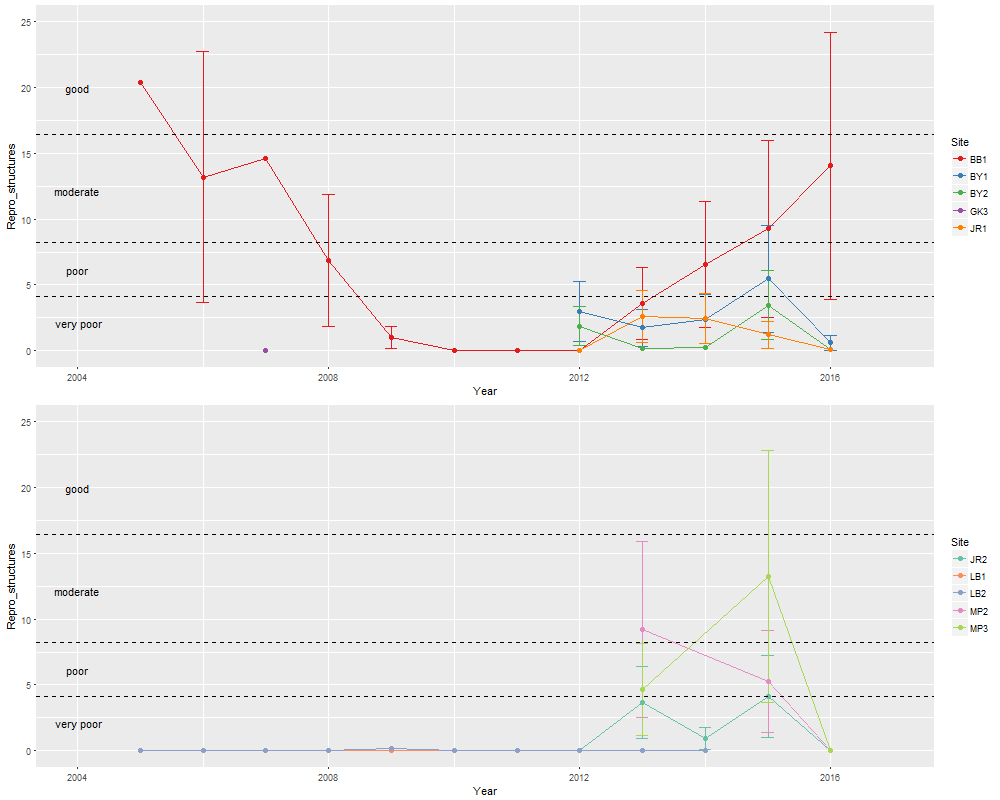 25
20
15
10
5
0
Repro_structures
good
moderate
poor
very poor
2004
2008
2012
2016
Year
Site
BB1
BY1
BY2
GK3
JR1
25
20
15
10
5
0
Repro_structures
good
moderate
poor
very poor
2004
2008
2012
2016
Year
Site
JR2
LB1
LB2
MP2
MP3